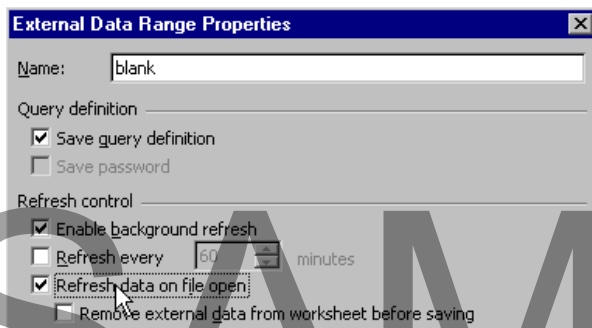 External Data Range Properties
Name: blank
Query definition
Save query definition
Save password
Refresh control
Enable background refresh
Refresh every 60 minutes
Refresh data on file open
Remove external data from worksheet before saving
SAM